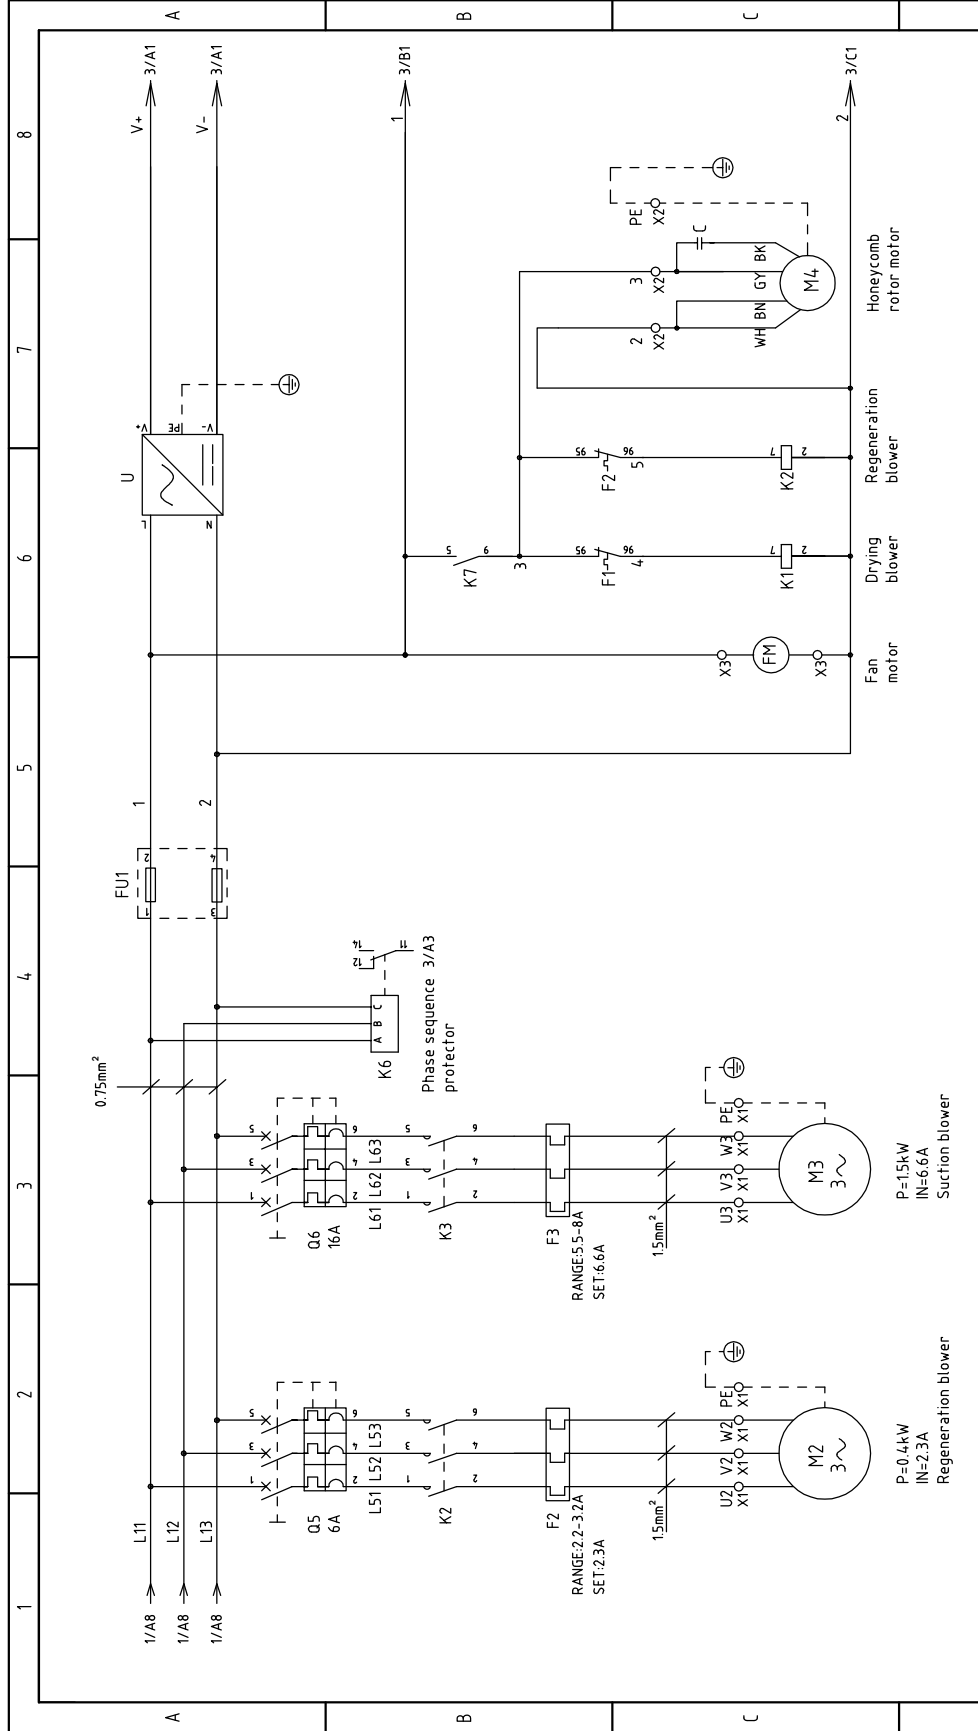 1
2
3
4
5
6
7
8
A
B
C
A
B
C
1/A8
1/A8
1/A8
L11
L12
L13
1
3
5
Q5
6A
2
4
6
L51
L52
L53
1
3
5
K2
2
4
6
F2
RANGE:2.2-3.2A
SET:2.3A
1.5mm²
U2
V2
W2
PE
X1
X1
X1
X1
M2
3~
P=0.4kW
IN=2.3A
Regeneration blower
1
3
5
Q6
16A
2
4
6
L61
L62
L63
1
3
5
K3
2
4
6
F3
RANGE:5.5-8A
SET:6.6A
1.5mm²
U3
V3
W3
PE
X1
X1
X1
X1
M3
3~
P=1.5kW
IN=6.6A
Suction blower
0.75mm²
A
B
C
K6
12
14
11
Phase sequence 3/A3
protector
FU1
1
2
3
4
1
2
U
L
N
V+
PE
V-
V+
V-
3/A1
3/A1
1
3/B1
2
3/C1
X3
FM
X3
Fan
motor
5
K7
9
3
95
F1
96
4
7
K1
2
Drying
blower
95
F2
96
5
7
K2
2
Regeneration
blower
2
X2
3
X2
PE
X2
C
WH
BN
GY
BK
M4
Honeycomb
rotor motor